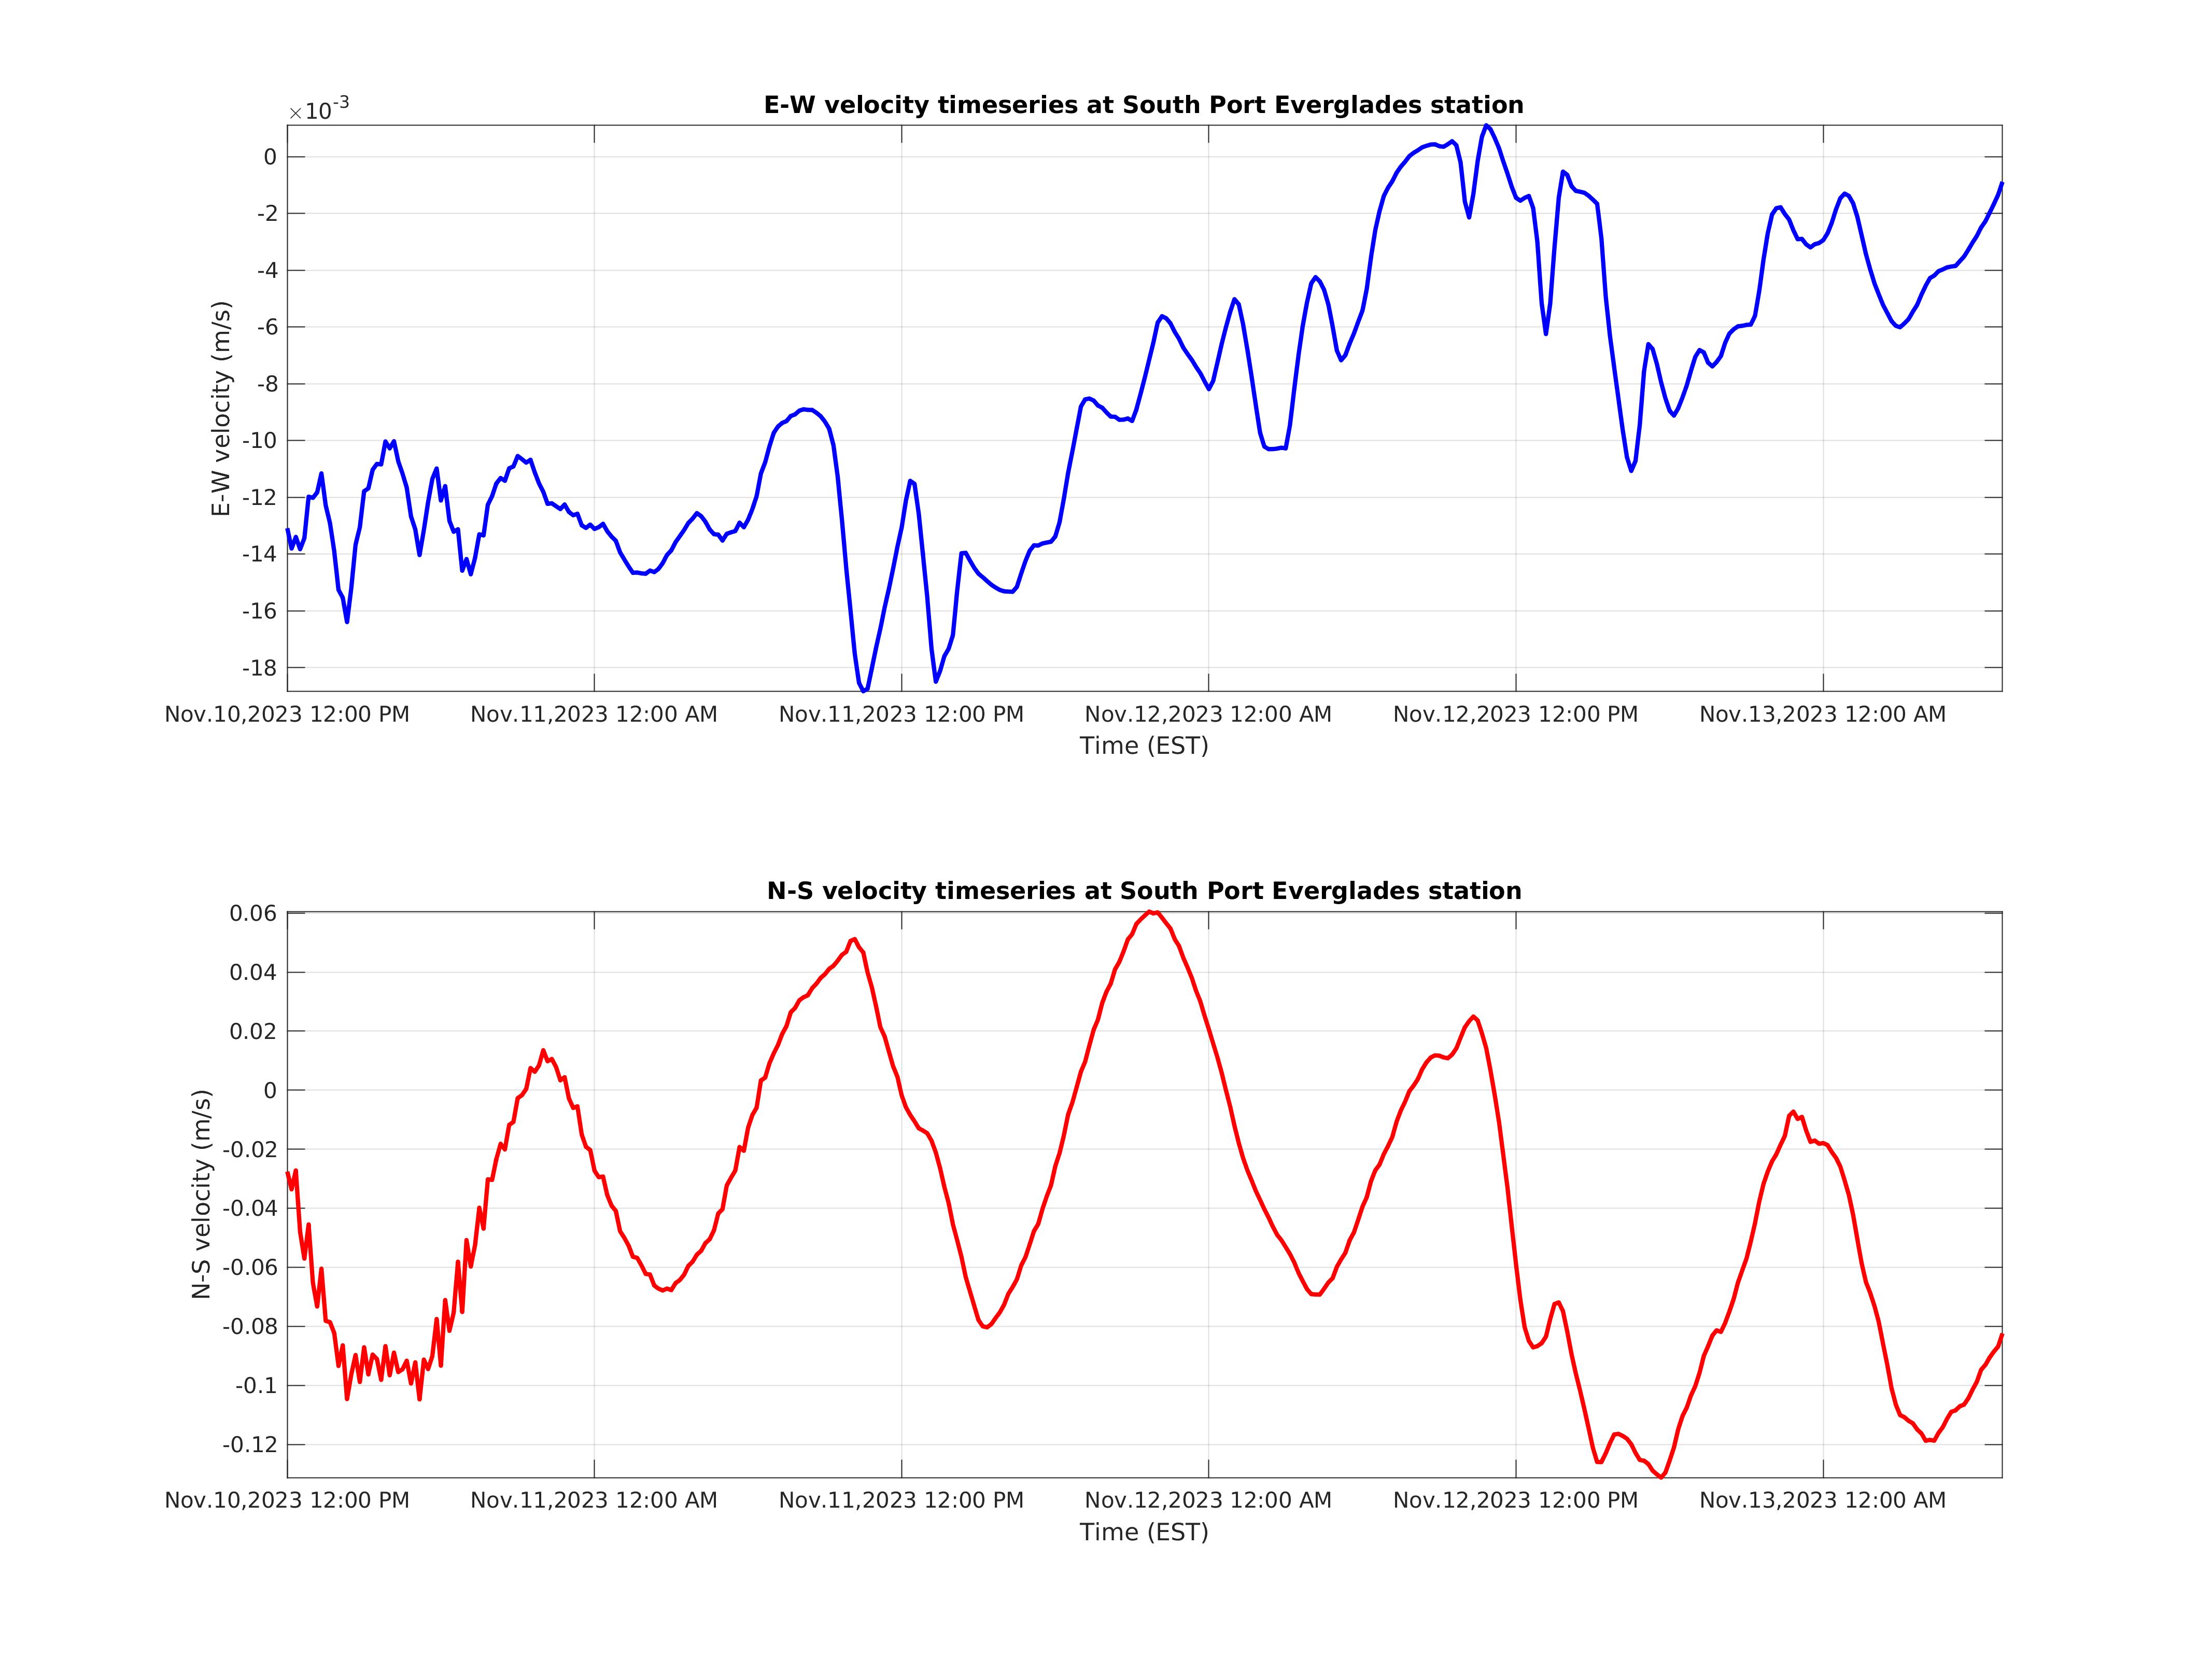 E-W velocity timeseries at South Port Everglades station
×10-3
0
-2
-4
-6
-8
-10
-12
-14
-16
-18
E-W velocity (m/s)
Nov.10,2023 12:00 PM Nov.11,2023 12:00 AM Nov.11,2023 12:00 PM Nov.12,2023 12:00 AM Nov.12,2023 12:00 PM Nov.13,2023 12:00 AM
Time (EST)
N-S velocity timeseries at South Port Everglades station
0.06
0.04
0.02
0
-0.02
-0.04
-0.06
-0.08
-0.1
-0.12
N-S velocity (m/s)
Nov.10,2023 12:00 PM Nov.11,2023 12:00 AM Nov.11,2023 12:00 PM Nov.12,2023 12:00 AM Nov.12,2023 12:00 PM Nov.13,2023 12:00 AM
Time (EST)